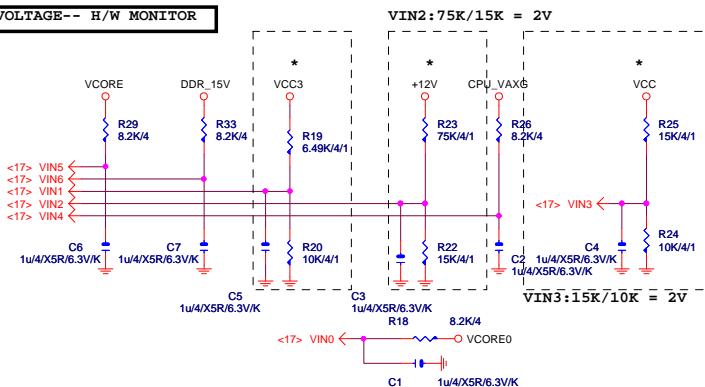 VOLTAGE-- H/W MONITOR
VIN2:75K/15K = 2V
*
*
*
VCORE
DDR_15V
VCC3
+12V
CPU_VAXG
VCC
R29
8.2K/4
R33
8.2K/4
R19
6.49K/4/1
R23
75K/4/1
R26
8.2K/4
R25
15K/4/1
<17> VIN5
<17> VIN6
<17> VIN1
<17> VIN2
<17> VIN4
<17> VIN3
C6
1u/4/X5R/6.3V/K
C7
1u/4/X5R/6.3V/K
R20
10K/4/1
R22
15K/4/1
C2
1u/4/X5R/6.3V/K
C4
1u/4/X5R/6.3V/K
R24
10K/4/1
C5
1u/4/X5R/6.3V/K
C3
1u/4/X5R/6.3V/K
VIN3:15K/10K = 2V
R18
8.2K/4
<17> VIN0
VCORE0
C1
1u/4/X5R/6.3V/K